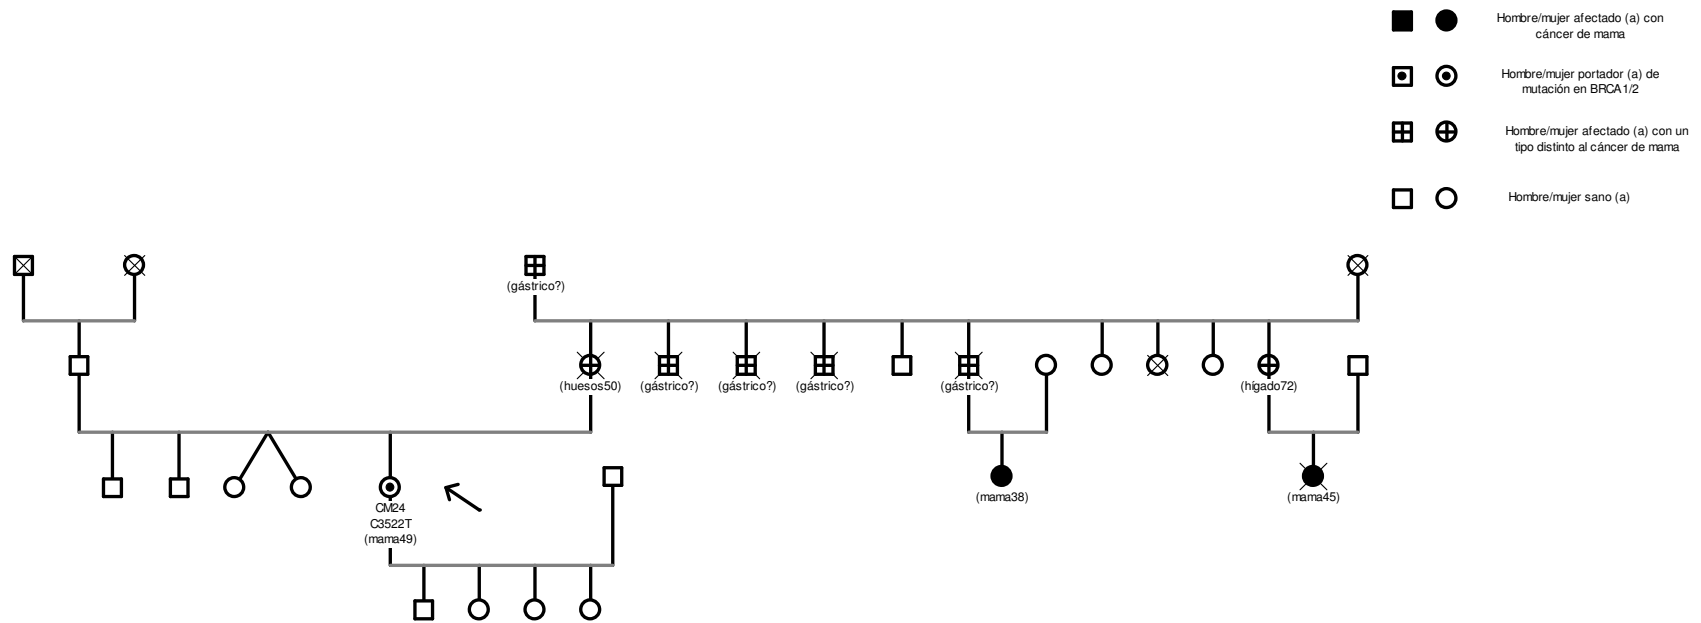 Hombre/mujer afectado (a) con
cáncer de mama
Hombre/mujer portador (a) de
mutación en BRCA1/2
Hombre/mujer afectado (a) con un
tipo distinto al cáncer de mama
Hombre/mujer sano (a)
(gástrico?)
(huesos50)
(gástrico?)
(gástrico?)
(gástrico?)
(gástrico?)
(hígado72)
CM24
C3522T
(mama49)
(mama38)
(mama45)